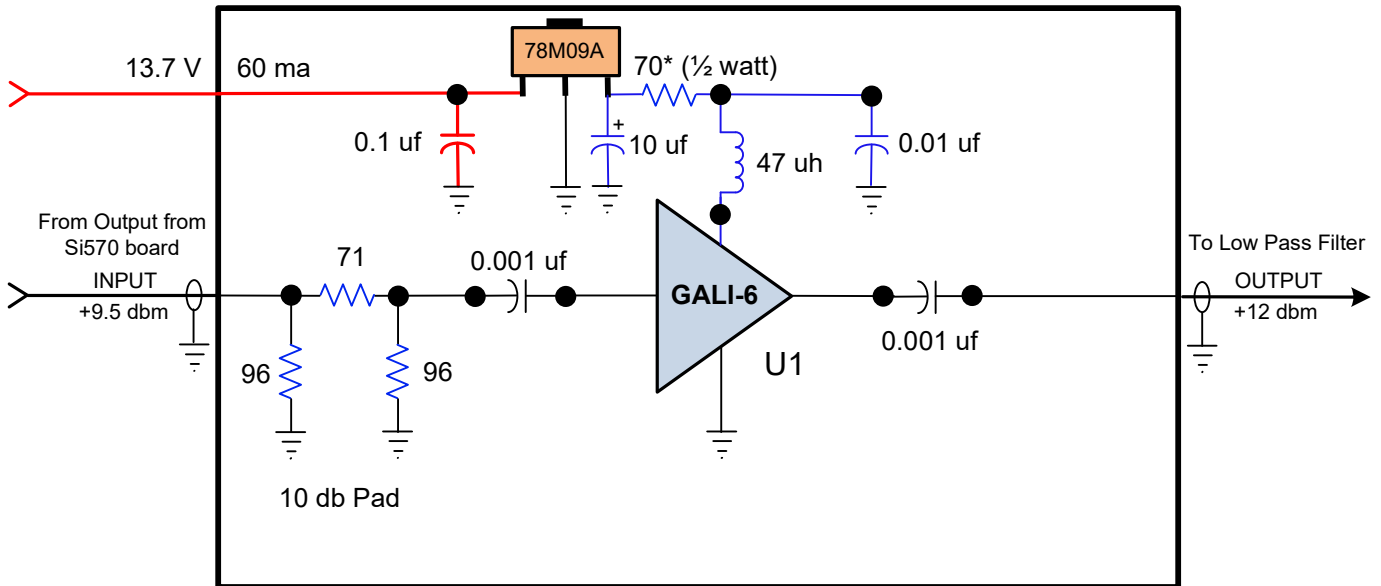 78M09A
13.7 V
60 ma
70* (½ watt)
0.1 uf
+
10 uf
47 uh
0.01 uf
From Output from
Si570 board
INPUT
+9.5 dbm
71
0.001 uf
GALI-6
To Low Pass Filter
OUTPUT
+12 dbm
0.001 uf
U1
96
96
10 db Pad